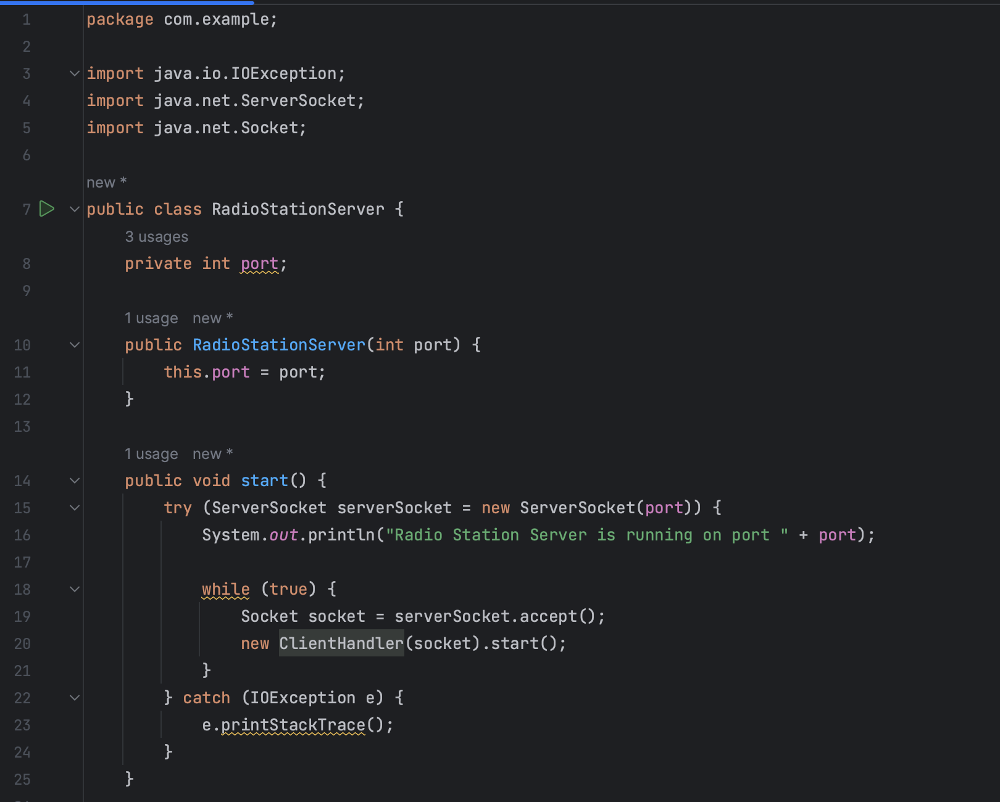 1 package com.example;
2
3 import java.io.IOException;
4 import java.net.ServerSocket;
5 import java.net.Socket;
6
new *
7 public class RadioStationServer {
3 usages
8 private int port;
9
1 usage new *
10 public RadioStationServer(int port) {
11 this.port = port;
12 }
13
1 usage new *
14 public void start() {
15 try (ServerSocket serverSocket = new ServerSocket(port)) {
16 System.out.println("Radio Station Server is running on port " + port);
17
18 while (true) {
19 Socket socket = serverSocket.accept();
20 new ClientHandler(socket).start();
21 }
22 } catch (IOException e) {
23 e.printStackTrace();
24 }
25 }